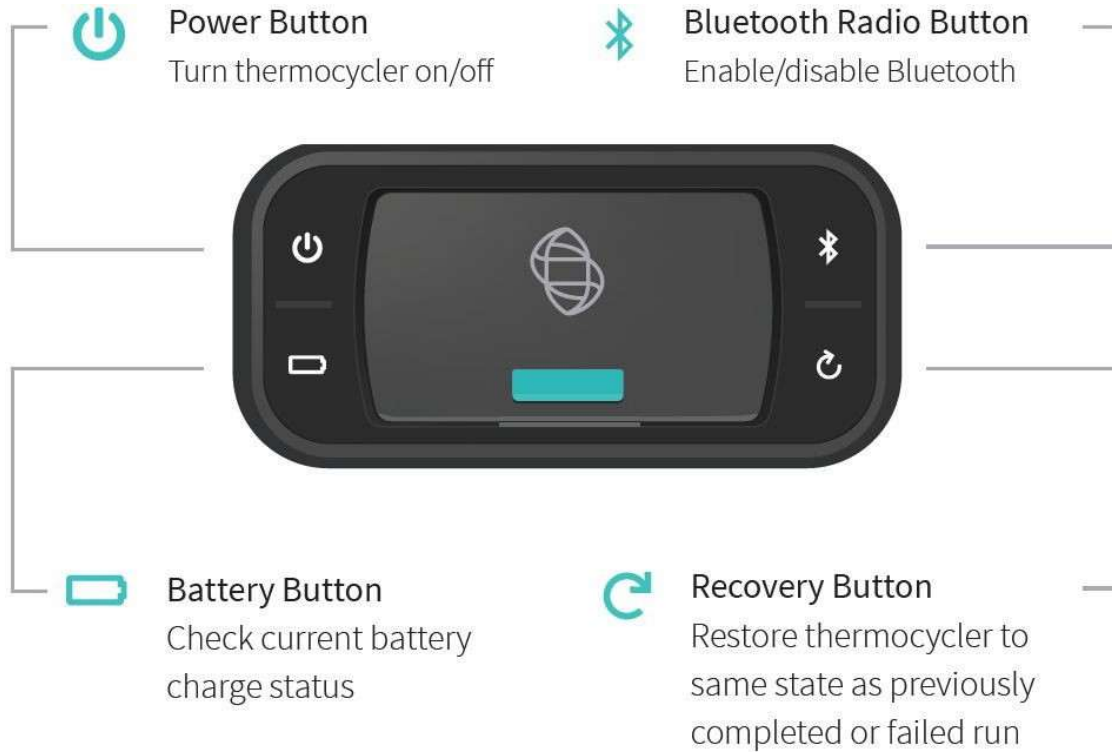 Power Button
Turn thermocycler on/off
Bluetooth Radio Button
Enable/disable Bluetooth
Battery Button
Check current battery
charge status
Recovery Button
Restore thermocycler to
same state as previously
completed or failed run